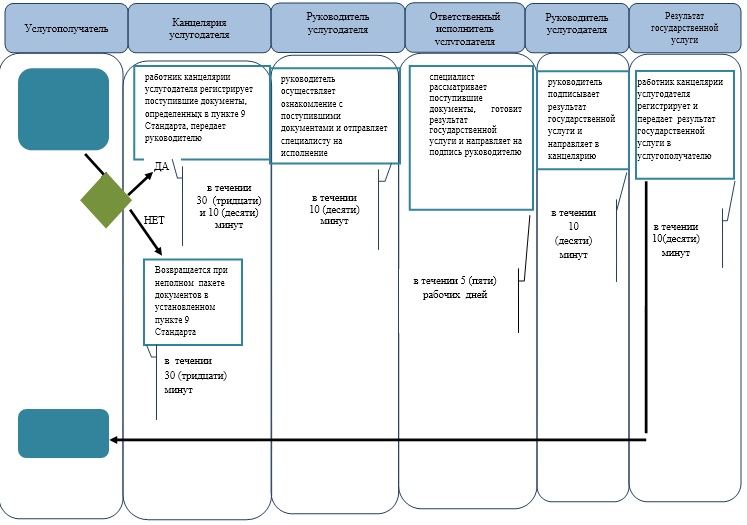 Услугополучатель
Канцелярия
услугодателя
Руководитель
услугодателя
Ответственный
исполнитель
услугодателя
Руководитель
услугодателя
Результат
государственной
услуги
работник канцелярии
услугодателя регистрирует
поступившие документы,
определенных в пункте 9
Стандарта, передает
руководителю
руководитель
осуществляет
ознакомление с
поступившими
документами и отправляет
специалисту на
исполнение
специалист
рассматривает
поступившие
документы, готовит
результат
государственной
услуги и направляет на
подпись руководителю
руководитель
подписывает
результат
государственной
услуги и
направляет в
канцелярию
работник канцелярии
услугодателя
регистрирует и
передает результат
государственной
услуги в
услугополучателю
ДА
НЕТ
в течении
30 (тридцати)
и 10 (десяти)
минут
в течении
10 (десяти)
минут
в течении 5 (пяти)
рабочих дней
в течении
10
(десяти)
минут
в течении
10(десяти)
минут
Возвращается при
неполном пакете
документов в
установленном
пункте 9
Стандарта
в течении
30 (тридцати)
минут